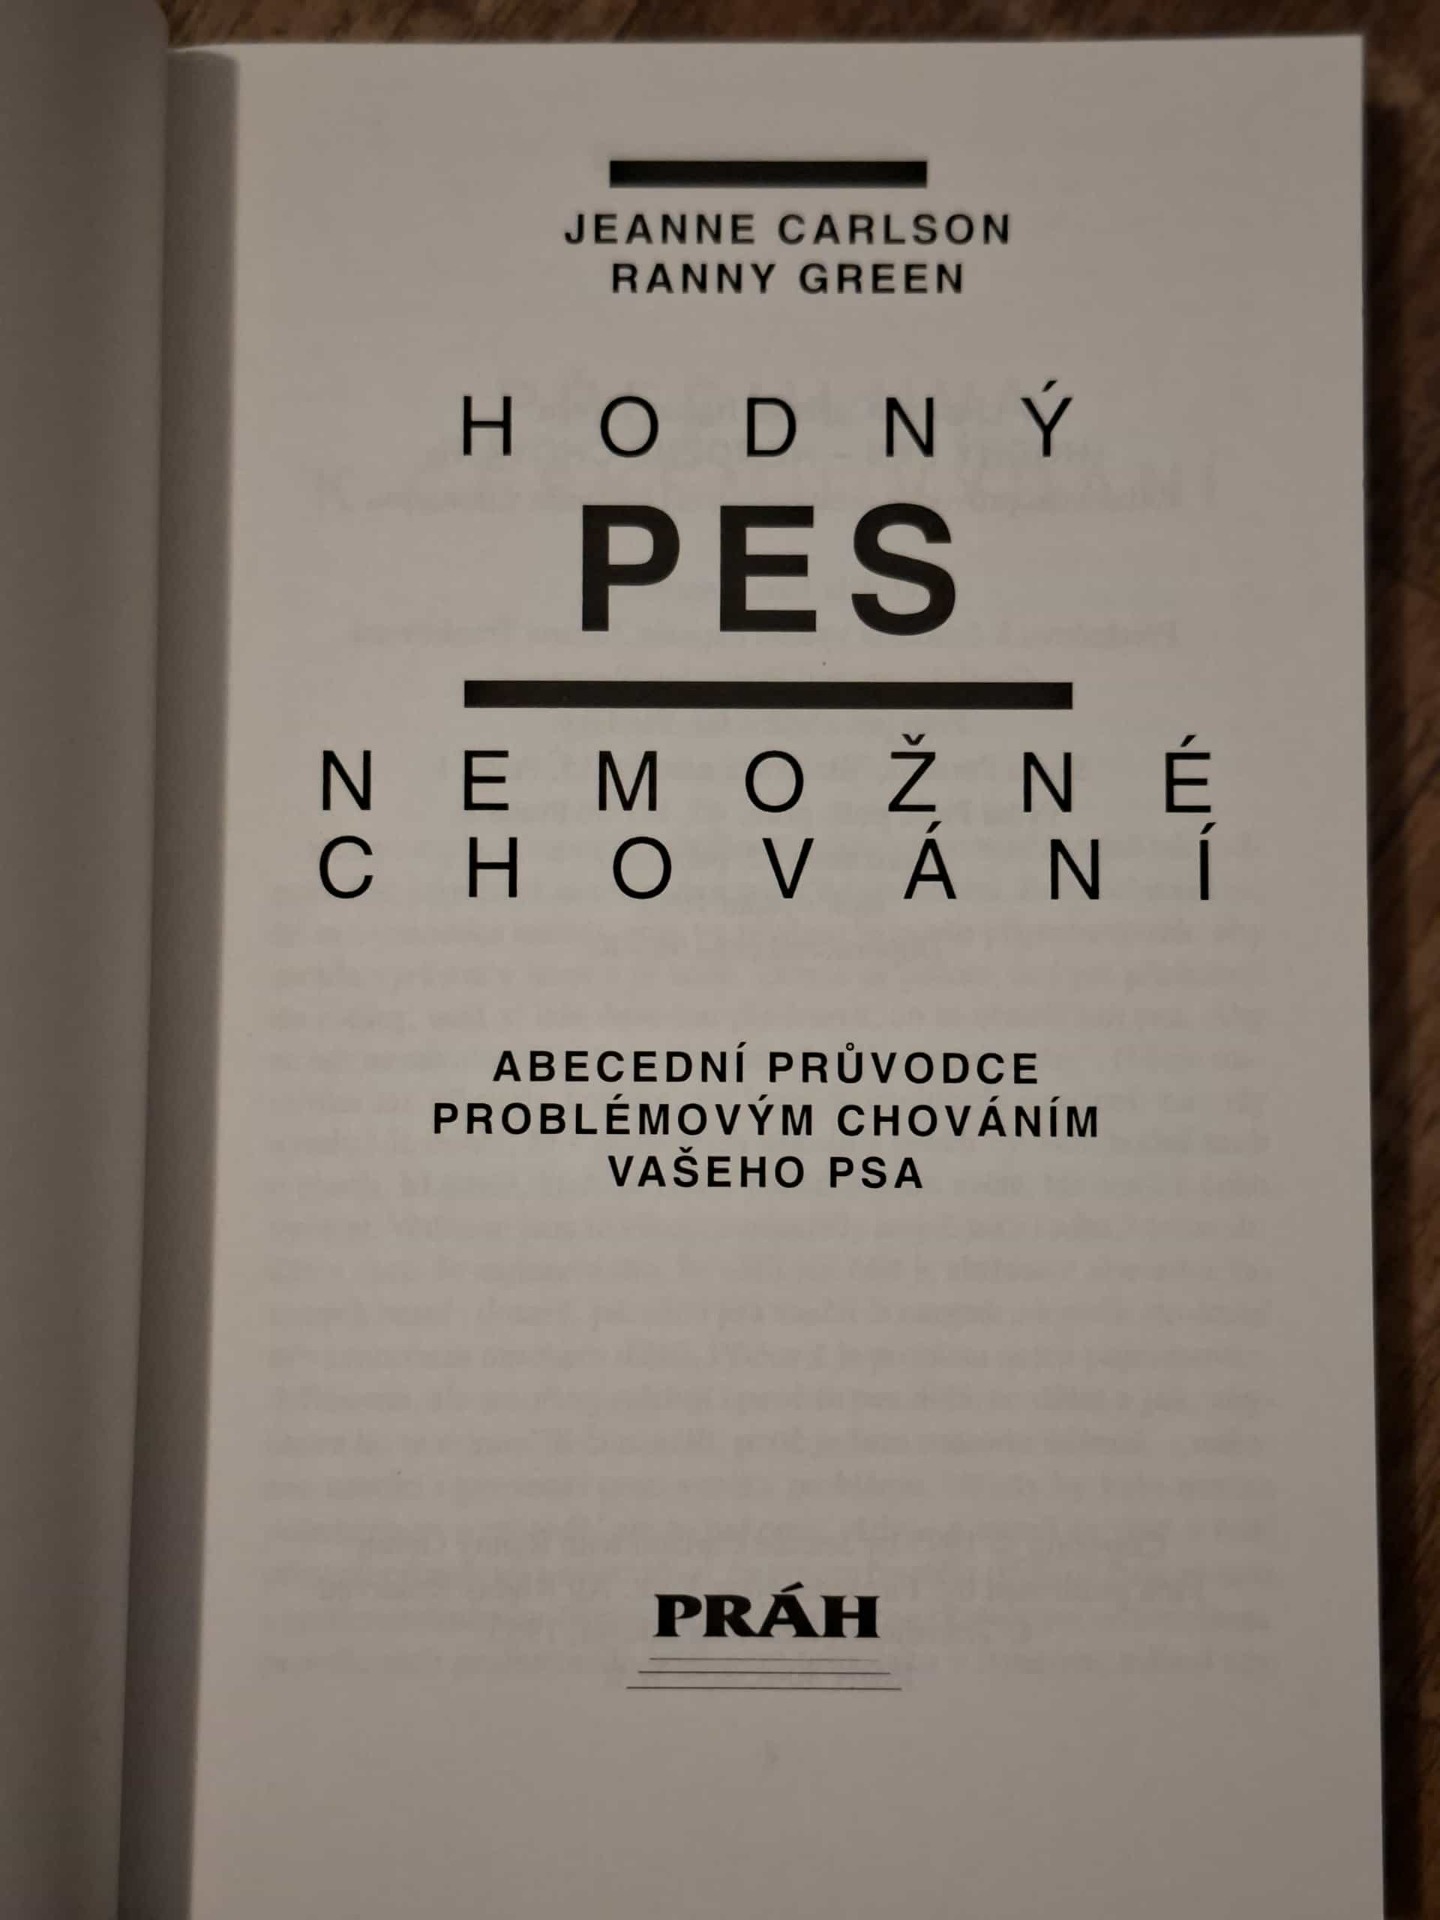 JEANNE CARLSON
RANNY GREEN
HODNÝ
PES
NEMOŽNÉ
CHOVÁNÍ
ABECEDNÍ PRŮVODCE
PROBLÉMOVÝM CHOVÁNÍM
VAŠEHO PSA
PRÁH